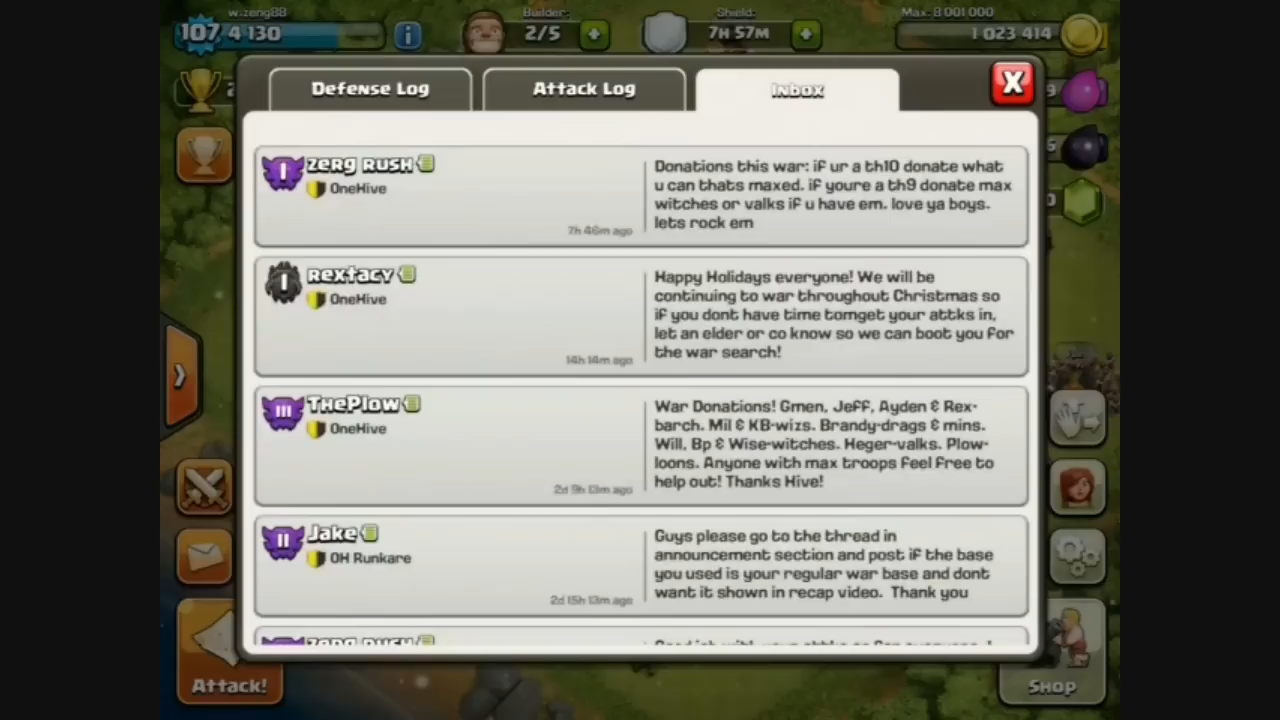 w.zeng88
Builder:
Shield:
Max: 8 001 000
107
4 130
2/5
7H 57M
1 023 414
Defense Log
Attack Log
Inbox
X
I
Zerg Rush
OneHive
7h 46m ago
Donations this war: if ur a th10 donate what
u can thats maxed. if youre a th9 donate max
witches or valks if u have em. love ya boys.
lets rock em
I
Rextacy
OneHive
14h 14m ago
Happy Holidays everyone! We will be
continuing to war throughout Christmas so
if you dont have time tomget your attks in,
let an elder or co know so we can boot you for
the war search!
III
ThePlow
OneHive
2d 9h 13m ago
War Donations! Gmen, Jeff, Ayden & Rex-
barch. Mil & KB-wizs. Brandy-drags & mins.
Will, Bp & Wise-witches. Heger-valks. Plow-
loons. Anyone with max troops feel free to
help out! Thanks Hive!
II
Jake
OH Runkare
2d 15h 13m ago
Guys please go to the thread in
announcement section and post if the base
you used is your regular war base and dont
want it shown in recap video. Thank you
Zerg Rush
Attack!
Shop